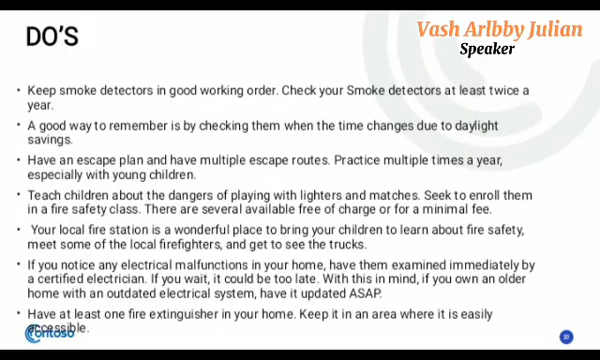 Vash Arlbby Julian
Speaker
DO'S
• Keep smoke detectors in good working order. Check your Smoke detectors at least twice a
year.
• A good way to remember is by checking them when the time changes due to daylight
savings.
• Have an escape plan and have multiple escape routes. Practice multiple times a year,
especially with young children.
• Teach children about the dangers of playing with lighters and matches. Seek to enroll them
in a fire safety class. There are several available free of charge or for a minimal fee.
• Your local fire station is a wonderful place to bring your children to learn about fire safety,
meet some of the local firefighters, and get to see the trucks.
• If you notice any electrical malfunctions in your home, have them examined immediately by
a certified electrician. If you wait, it could be too late. With this in mind, if you own an older
home with an outdated electrical system, have it updated ASAP.
• Have at least one fire extinguisher in your home. Keep it in an area where it is easily
accessible.
Contoso